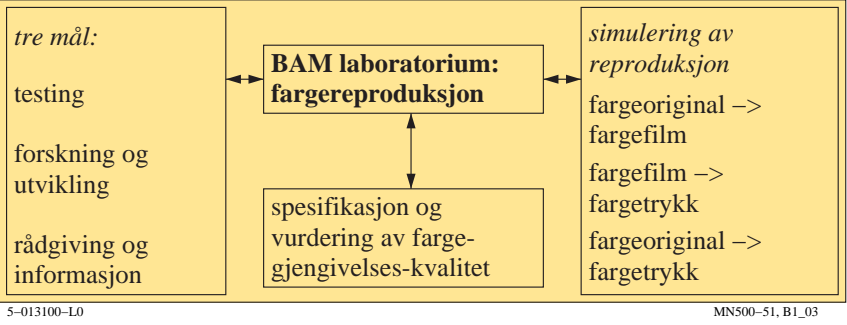 tre mål:
testing
forskning og
utvikling
rådgiving og
informasjon
BAM laboratorium:
fargereproduksjon
spesifikasjon og
vurdering av farge-
gjengivelses-kvalitet
simulering av
reproduksjon
fargeoriginal −>
fargefilm
fargefilm −>
fargetrykk
fargeoriginal −>
fargetrykk
5−013100−L0
MN500−51, B1_03